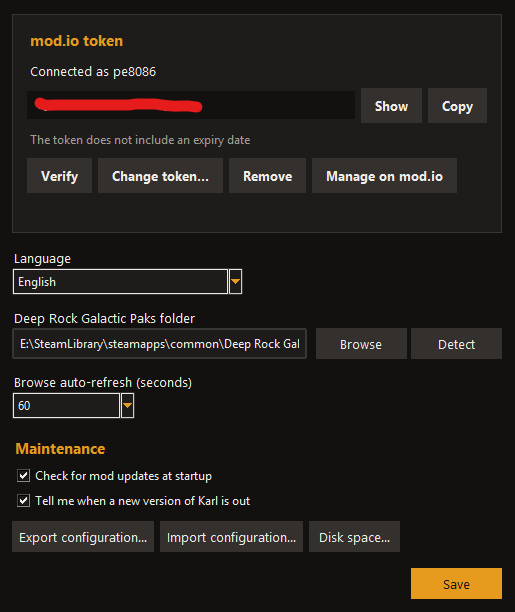 mod.io token
Connected as pe8086
Show
Copy
The token does not include an expiry date
Verify
Change token...
Remove
Manage on mod.io
Language
English
Deep Rock Galactic Paks folder
E:\SteamLibrary\steamapps\common\Deep Rock Gal
Browse
Detect
Browse auto-refresh (seconds)
60
Maintenance
Check for mod updates at startup
Tell me when a new version of Karl is out
Export configuration...
Import configuration...
Disk space...
Save